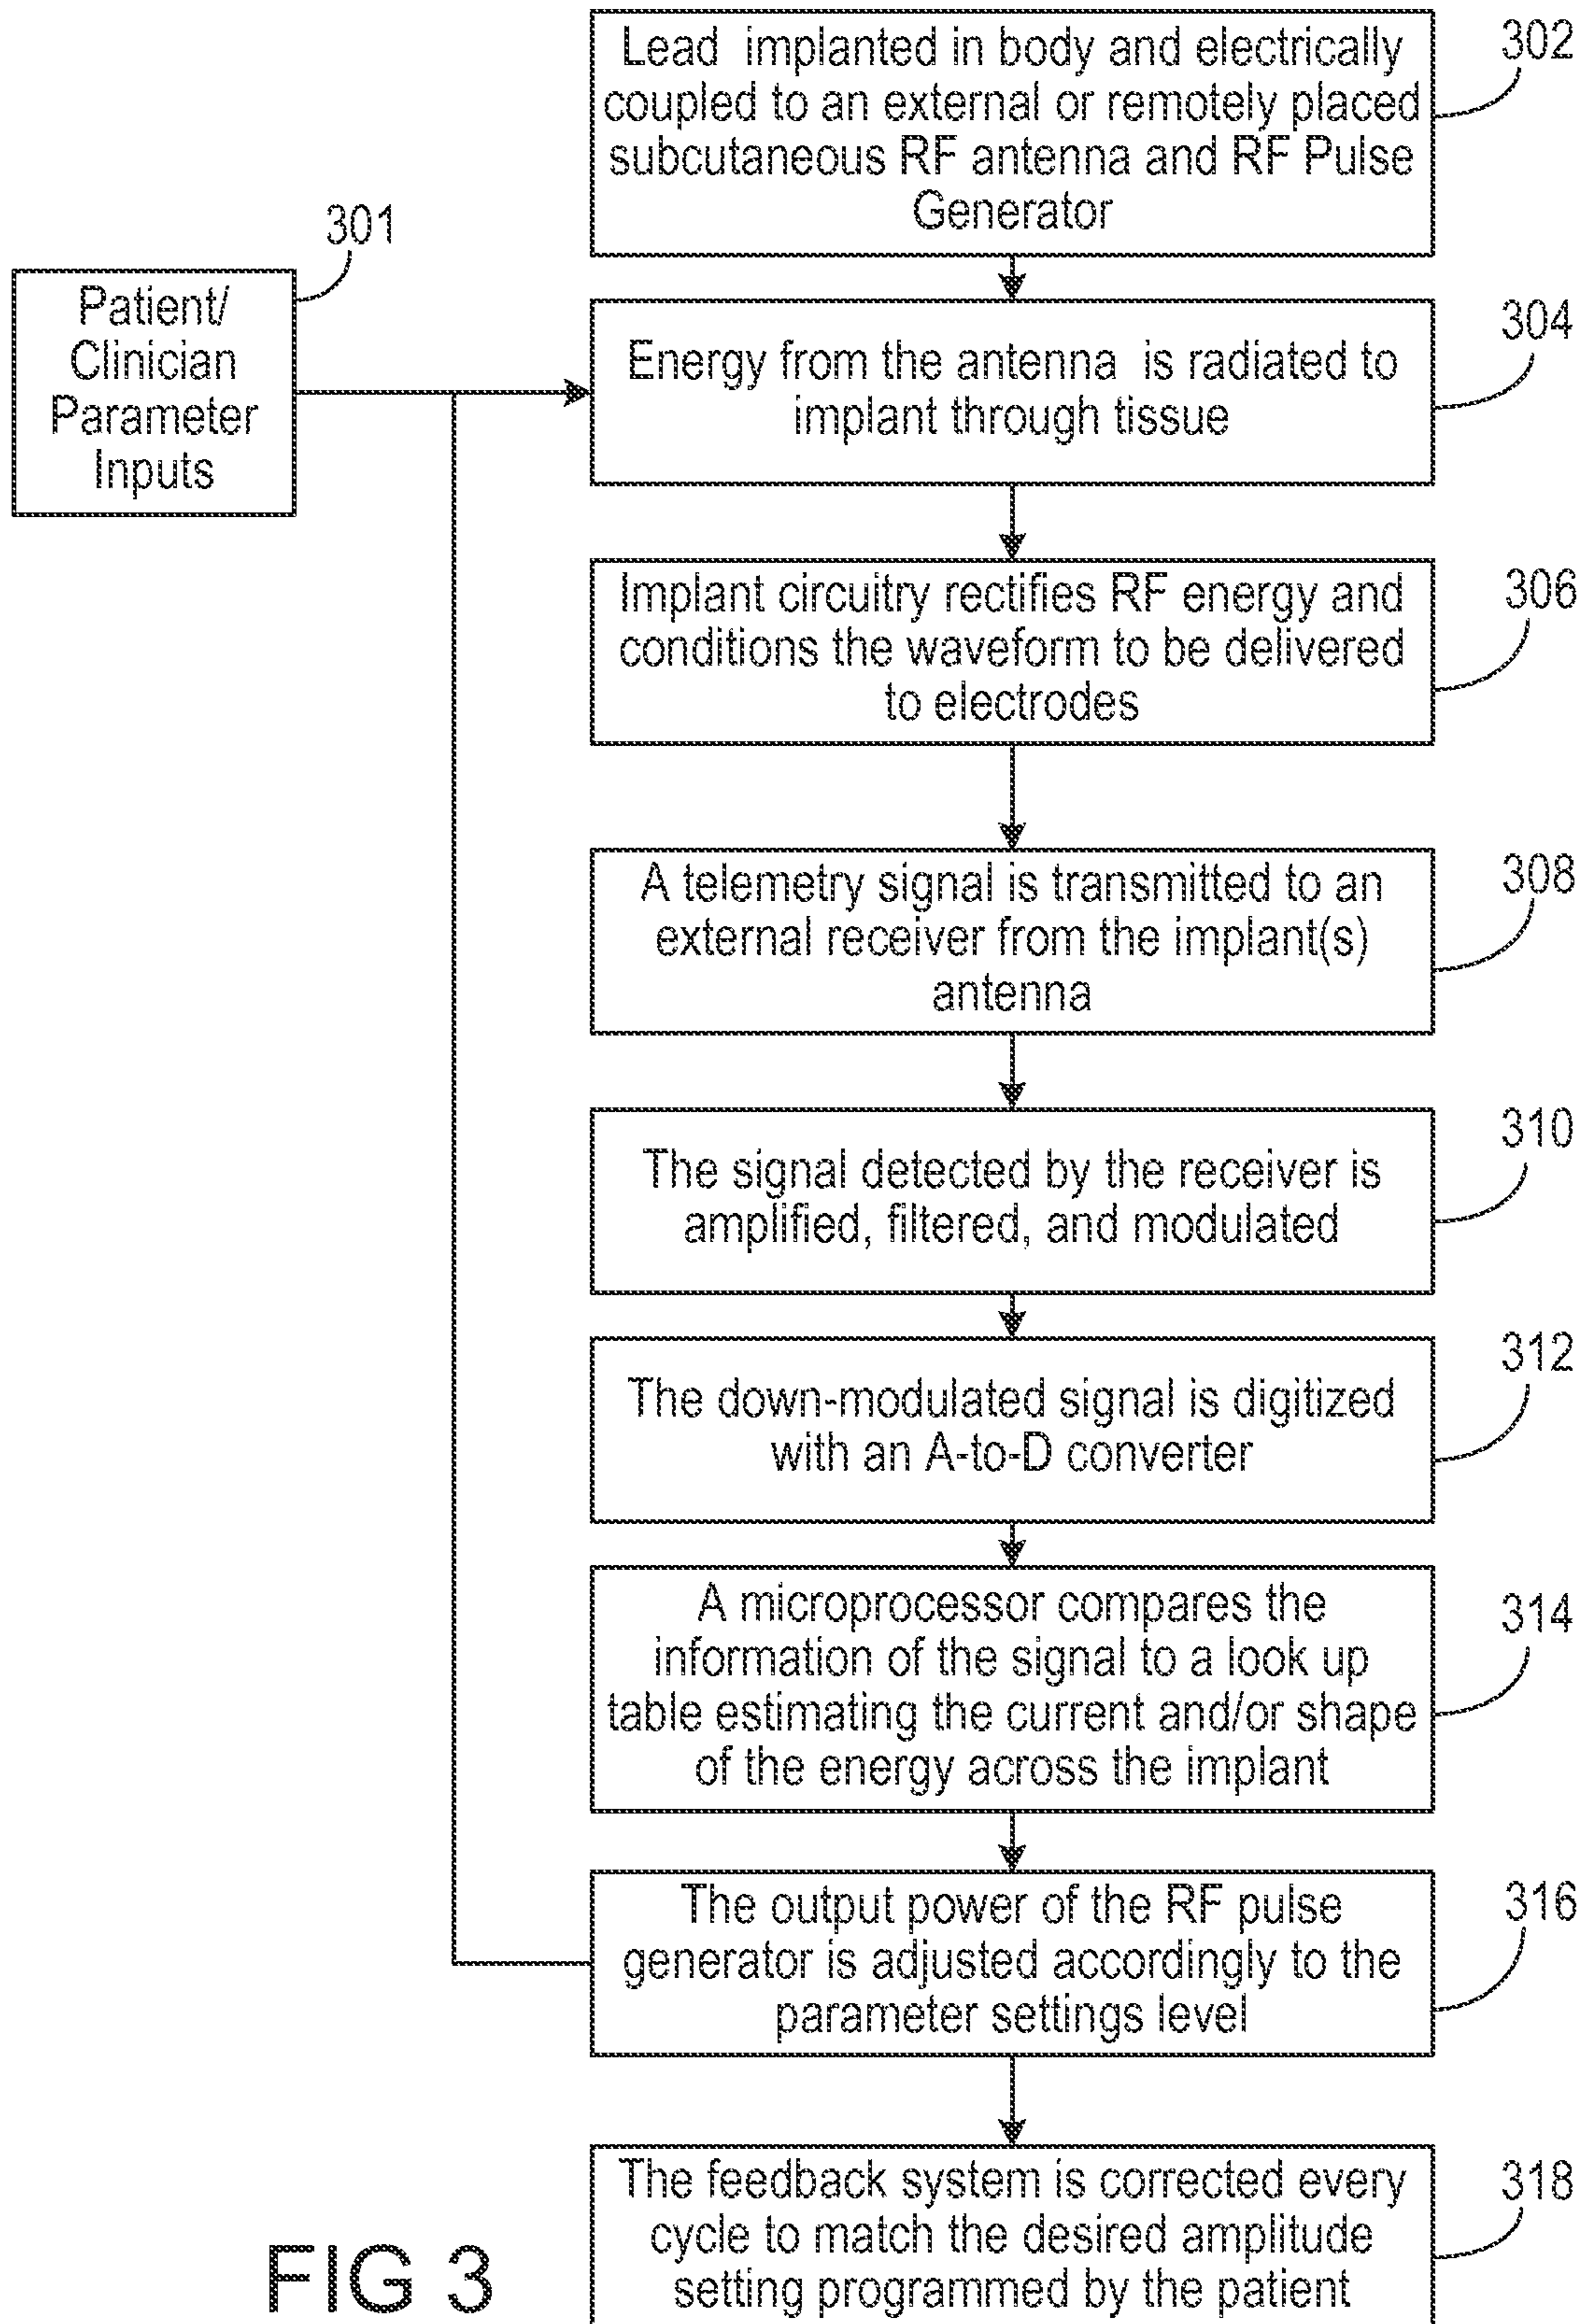 Lead implanted in body and electrically
coupled to an external or remotely placed
subcutaneous RF antenna and RF Pulse
Generator
302
301
Patient/
Clinician
Parameter
Inputs
Energy from the antenna is radiated to
implant through tissue
304
Implant circuitry rectifies RF energy and
conditions the waveform to be delivered
to electrodes
306
A telemetry signal is transmitted to an
external receiver from the implant(s)
antenna
308
The signal detected by the receiver is
amplified, filtered, and modulated
310
The down-modulated signal is digitized
with an A-to-D converter
312
A microprocessor compares the
information of the signal to a look up
table estimating the current and/or shape
of the energy across the implant
314
The output power of the RF pulse
generator is adjusted accordingly to the
parameter settings level
316
The feedback system is corrected every
cycle to match the desired amplitude
setting programmed by the patient
318
FIG 3